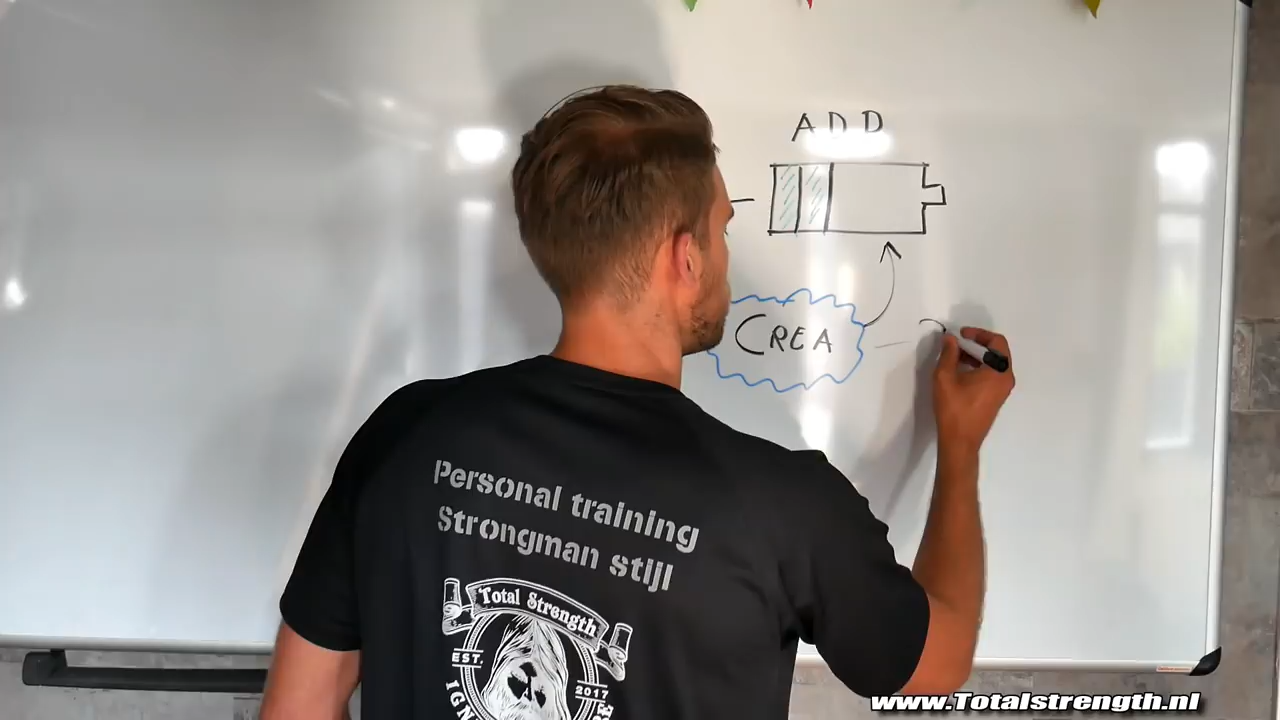 ADD
CREA
Personal training
Strongman stijl
Total Strength
EST.
2017
www.Totalstrength.nl